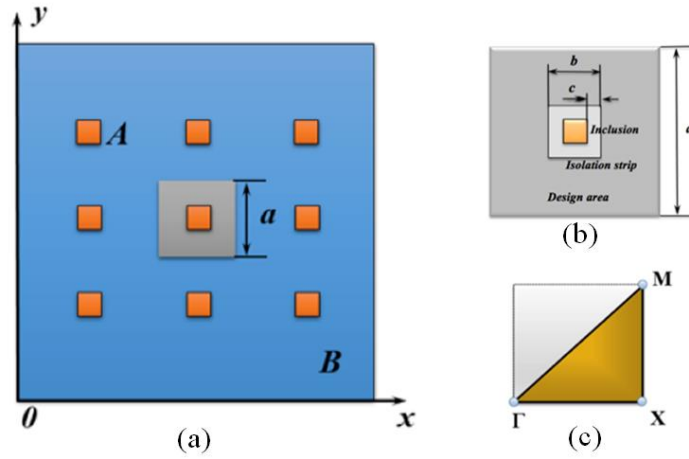 y
A
a
B
0
x
(a)
b
c
Inclusion
Isolation strip
Design area
a
(b)
M
Γ
X
(c)